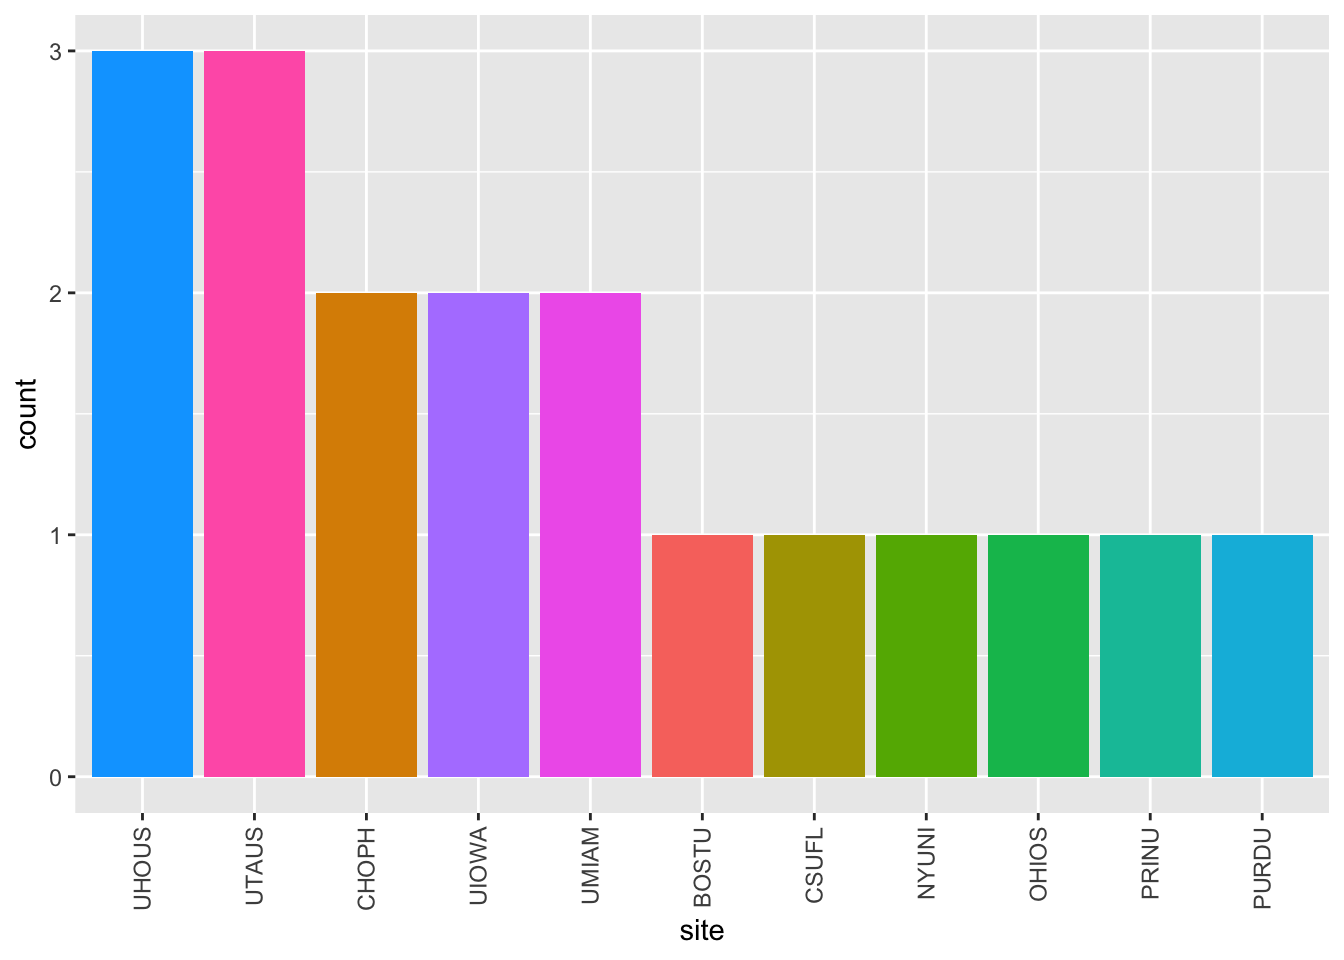 3
2
1
0
count
UHOUS
UTAUS
CHOPH
UIOWA
UMIAM
BOSTU
CSUFL
NYUNI
OHIOS
PRINU
PURDU
site